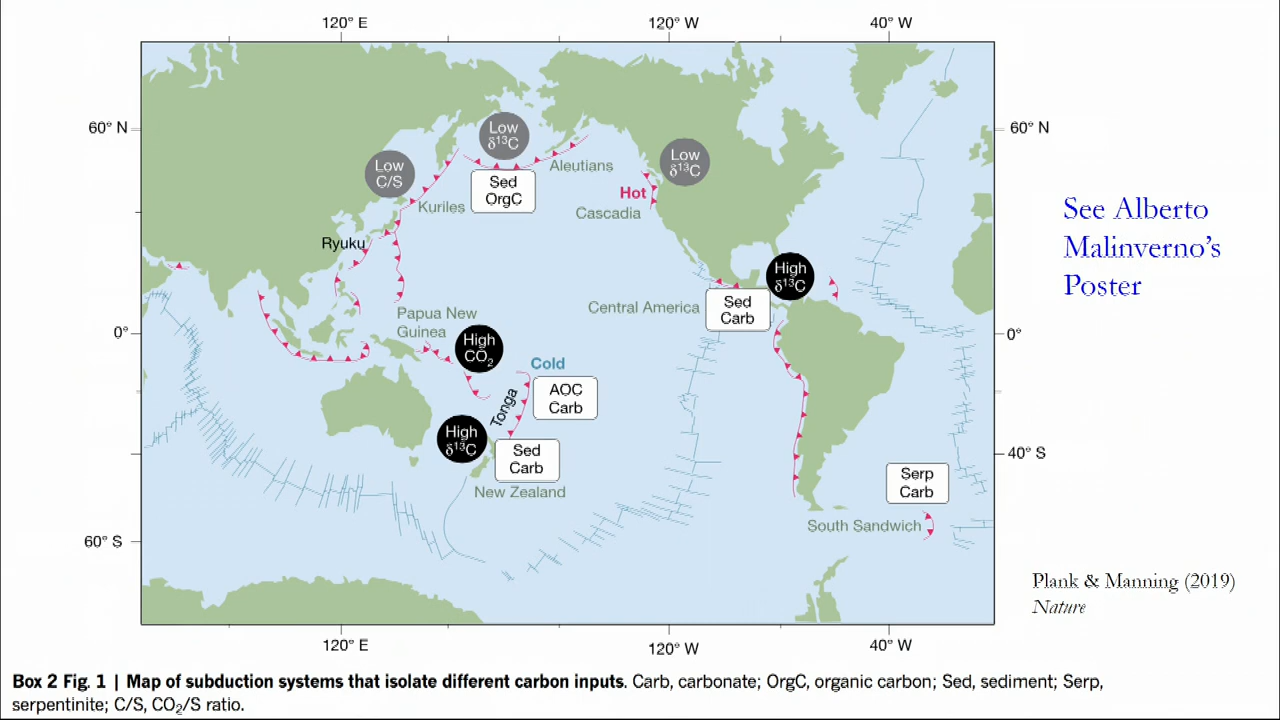 120° E
120° W
40° W
60° N
60° N
Low
δ¹³C
Low
C/S
Low
δ¹³C
Aleutians
Sed
OrgC
Hot
Kuriles
Cascadia
See Alberto
Malinverno’s
Poster
Ryuku
High
δ¹³C
Central America
Sed
Carb
Papua New
Guinea
0°
0°
High
CO₂
Cold
Tonga
AOC
Carb
High
δ¹³C
Sed
Carb
40° S
New Zealand
Serp
Carb
South Sandwich
60° S
Plank & Manning (2019)
Nature
120° E
120° W
40° W
Box 2 Fig. 1 | Map of subduction systems that isolate different carbon inputs. Carb, carbonate; OrgC, organic carbon; Sed, sediment; Serp,
serpentinite; C/S, CO₂/S ratio.